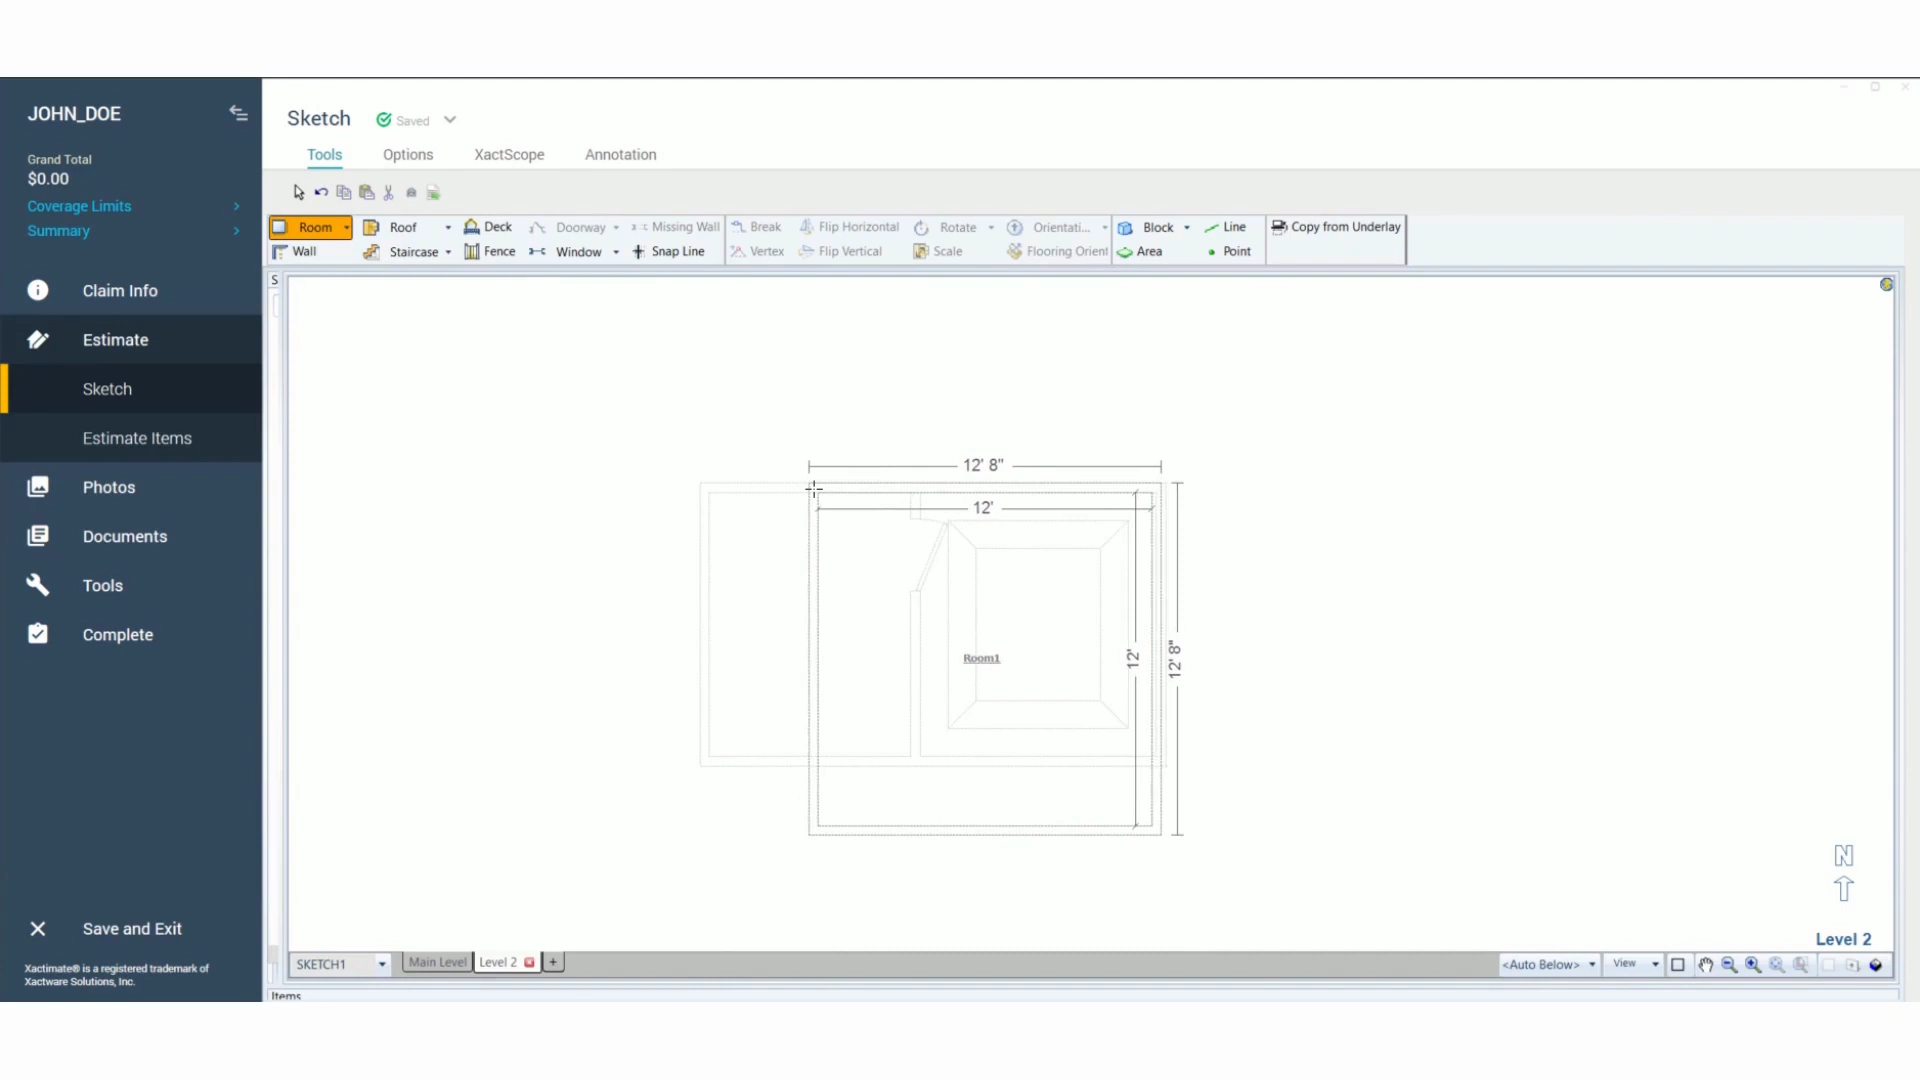 JOHN_DOE
Grand Total
$0.00
Coverage Limits
Summary
Claim Info
Estimate
Sketch
Estimate Items
Photos
Documents
Tools
Complete
Save and Exit
Xactimate® is a registered trademark of
Xactware Solutions, Inc.
Sketch Saved
Tools Options XactScope Annotation
Room Roof Deck Doorway Missing Wall Break Flip Horizontal Rotate Orientati... Block Line Copy from Underlay
Wall Staircase Fence Window Snap Line Vertex Flip Vertical Scale Flooring Orient Area Point
S
12' 8"
12'
Room1
12'
12' 8"
N
Level 2
SKETCH1 Main Level Level 2 + <Auto Below> View
Items